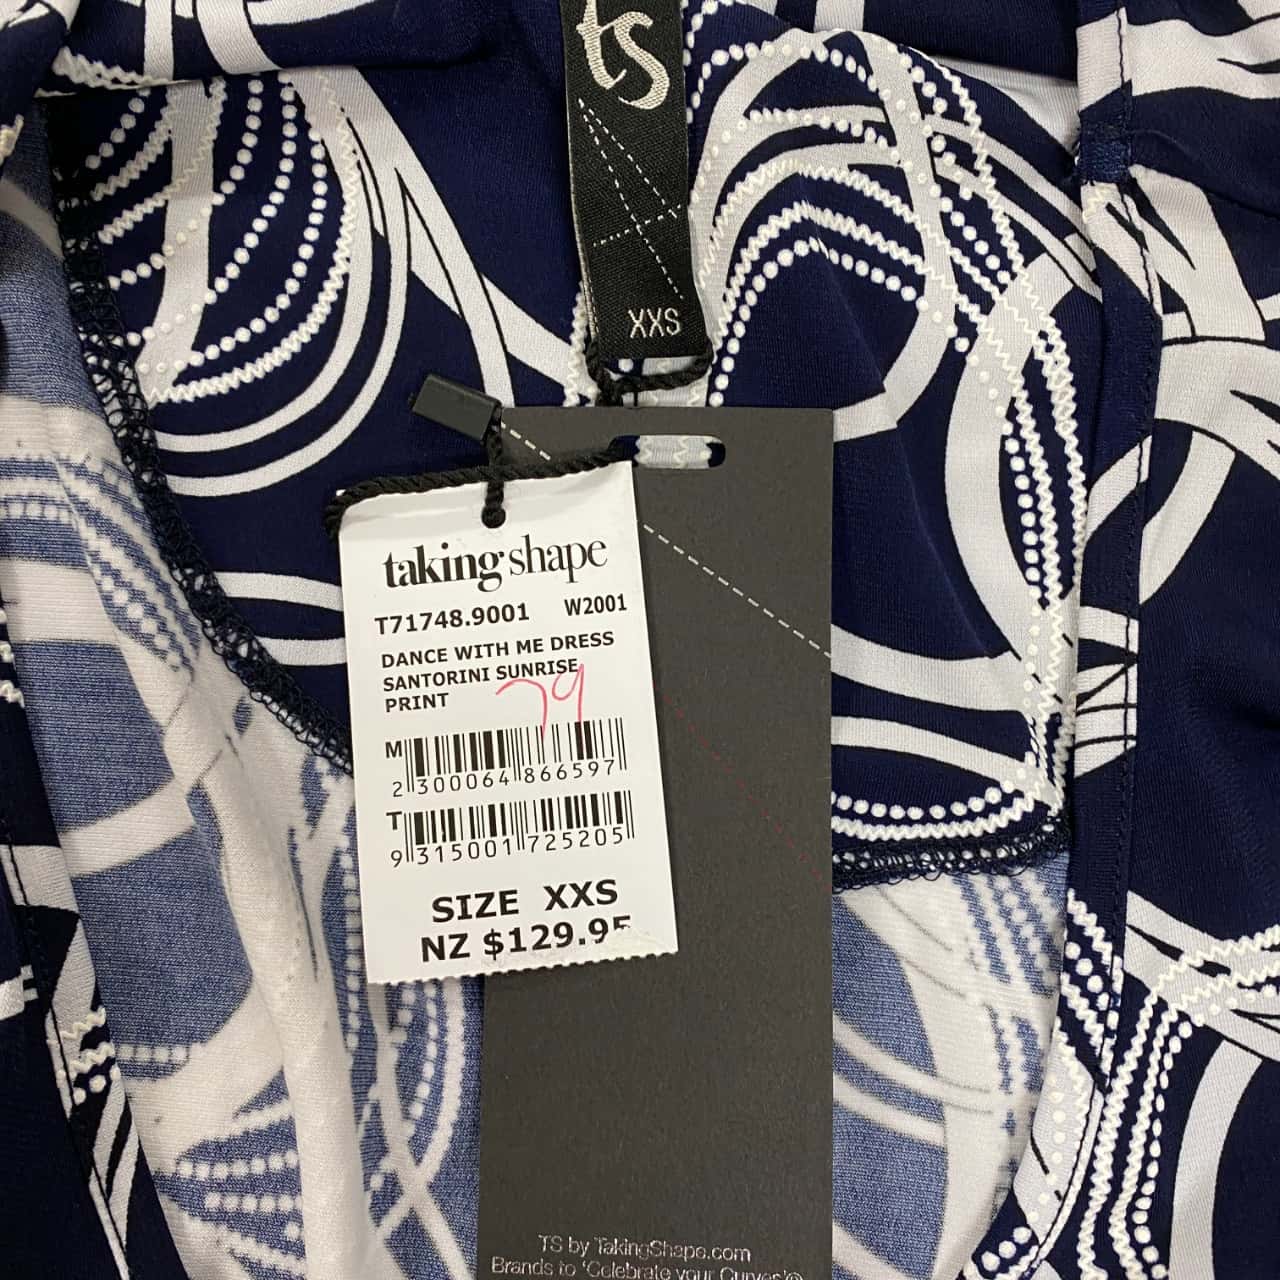 ts
XXS
taking shape
T71748.9001 W2001
DANCE WITH ME DRESS
SANTORINI SUNRISE
PRINT
79
M
2 300064 866597
T
9 315001 725205
SIZE XXS
NZ $129.95
TS by TakingShape.com
Brands to 'Celebrate your Curves'®